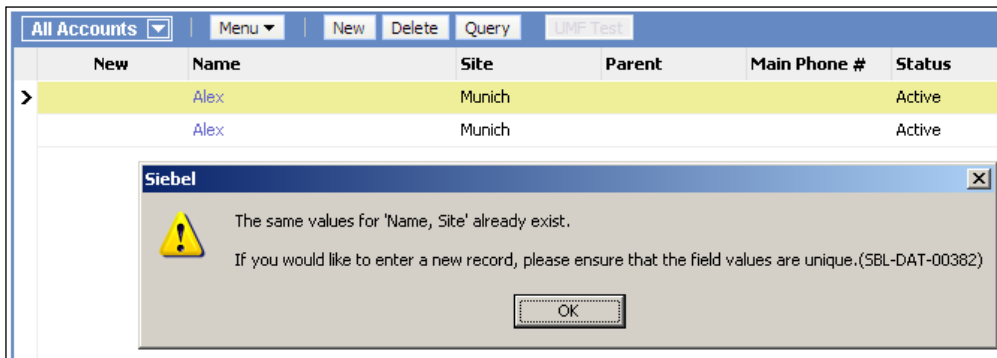 All Accounts Menu New Delete Query UMF Test
New Name Site Parent Main Phone # Status
Alex Munich Active
Alex Munich Active
Siebel
The same values for 'Name, Site' already exist.
If you would like to enter a new record, please ensure that the field values are unique.(SBL-DAT-00382)
OK